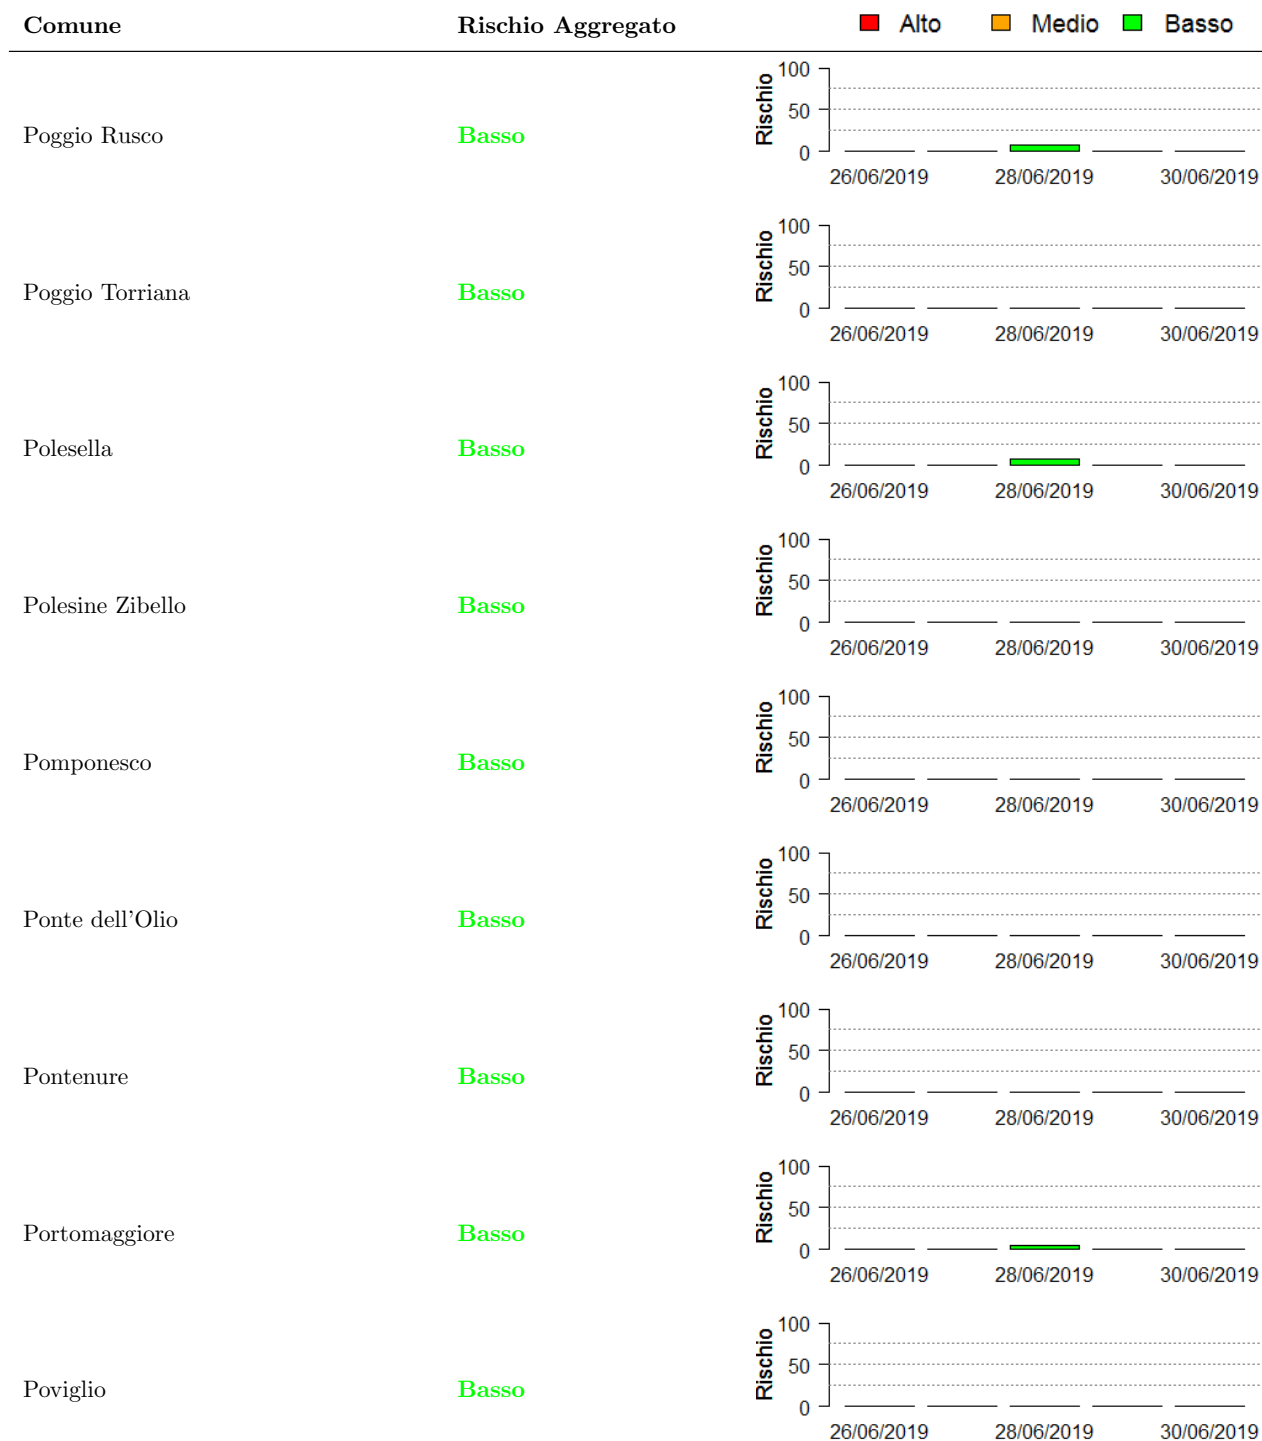 Comune Rischio Aggregato Alto Medio Basso
Poggio Rusco Basso
Rischio
100
50
0
26/06/2019 28/06/2019 30/06/2019
Poggio Torriana Basso
Rischio
100
50
0
26/06/2019 28/06/2019 30/06/2019
Polesella Basso
Rischio
100
50
0
26/06/2019 28/06/2019 30/06/2019
Polesine Zibello Basso
Rischio
100
50
0
26/06/2019 28/06/2019 30/06/2019
Pomponesco Basso
Rischio
100
50
0
26/06/2019 28/06/2019 30/06/2019
Ponte dell'Olio Basso
Rischio
100
50
0
26/06/2019 28/06/2019 30/06/2019
Pontenure Basso
Rischio
100
50
0
26/06/2019 28/06/2019 30/06/2019
Portomaggiore Basso
Rischio
100
50
0
26/06/2019 28/06/2019 30/06/2019
Poviglio Basso
Rischio
100
50
0
26/06/2019 28/06/2019 30/06/2019